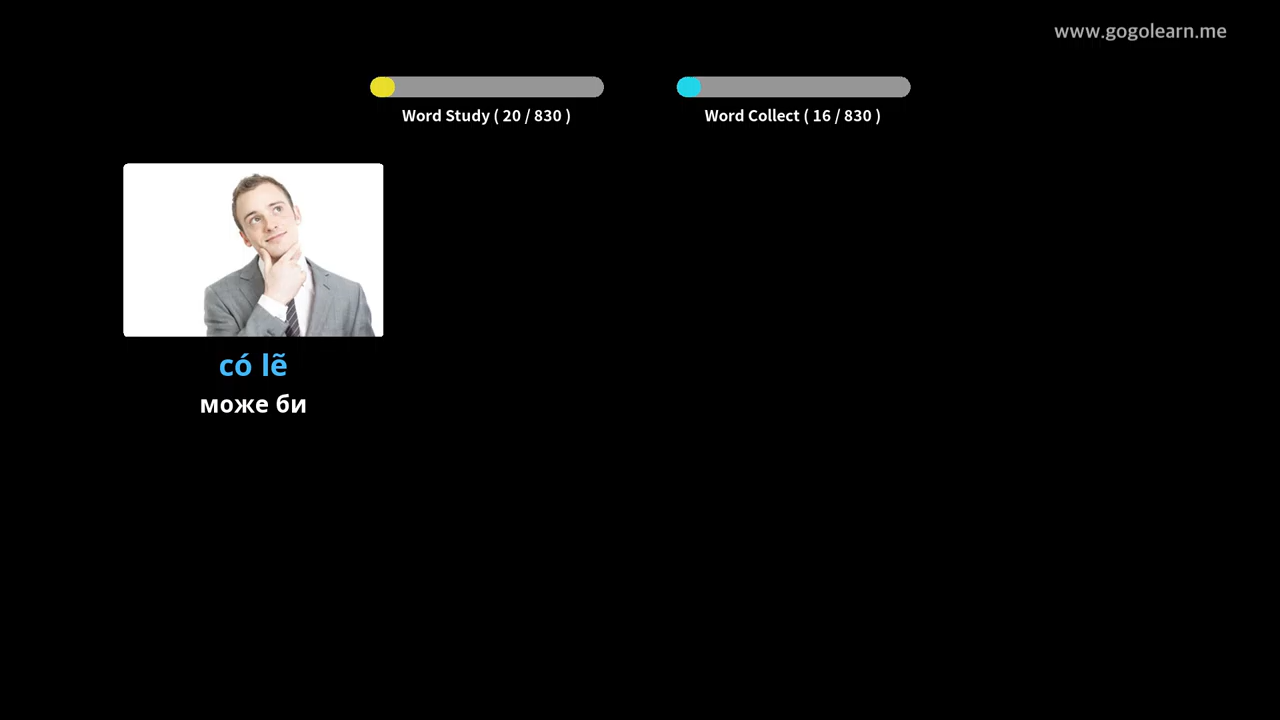 www.gogolearn.me
Word Study ( 20 / 830 )
Word Collect ( 16 / 830 )
có lẽ
може би